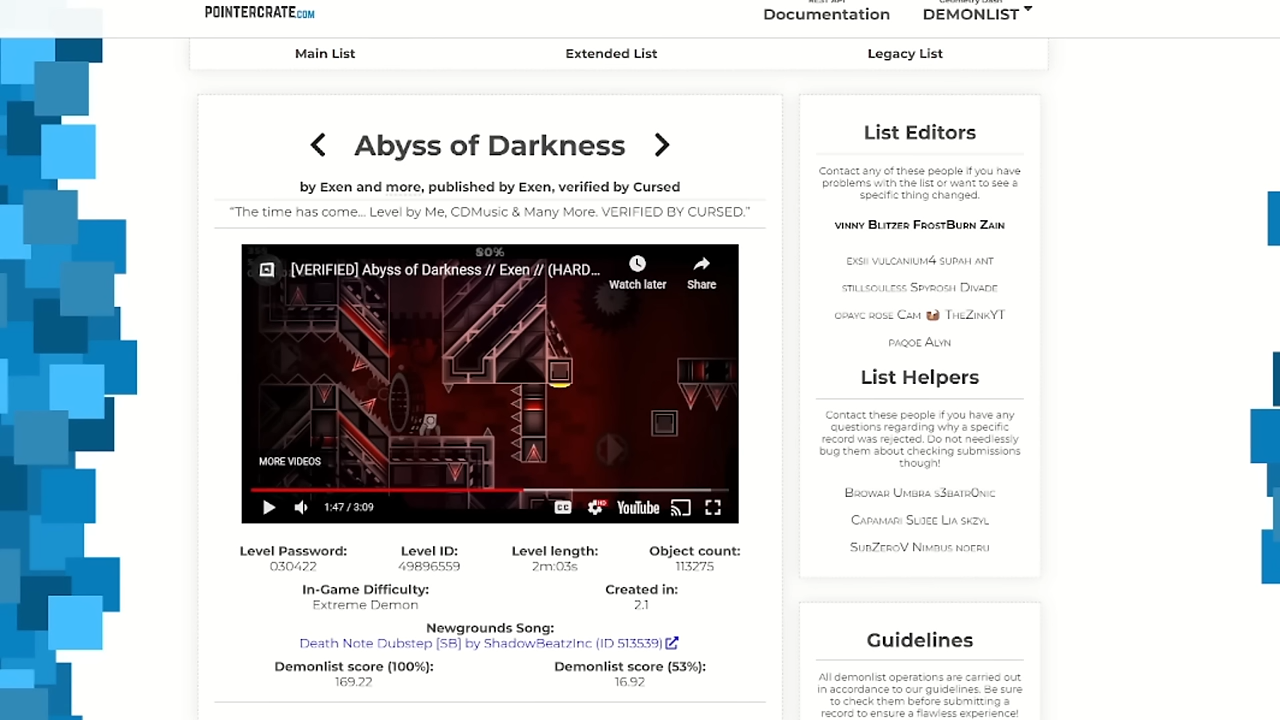 POINTERCRATE.COM
Documentation
Geometry Dash
DEMONLIST
Main List
Extended List
Legacy List
Abyss of Darkness
by Exen and more, published by Exen, verified by Cursed
“The time has come... Level by Me, CDMusic & Many More. VERIFIED BY CURSED.”
80%
[VERIFIED] Abyss of Darkness // Exen // (HARD...
Watch later
Share
MORE VIDEOS
1:47 / 3:09
CC
HD
YouTube
Level Password:
030422
Level ID:
49896559
Level length:
2m:03s
Object count:
113275
In-Game Difficulty:
Extreme Demon
Created in:
2.1
Newgrounds Song:
Death Note Dubstep [SB] by ShadowBeatzInc (ID 513539)
Demonlist score (100%):
169.22
Demonlist score (53%):
16.92
List Editors
Contact any of these people if you have
problems with the list or want to see a
specific thing changed.
vinny Blitzer FrostBurn Zain
exsii vulcanium4 supah ant
stillsouless Spyrosh Divade
opayc rose Cam TheZinkYT
paqoe Alyn
List Helpers
Contact these people if you have any
questions regarding why a specific
record was rejected. Do not needlessly
bug them about checking submissions
though!
Browar Umbra s3batr0nic
Capamari Slijee Lia skzyl
SubZeroV Nimbus noeru
Guidelines
All demonlist operations are carried out
in accordance to our guidelines. Be sure
to check them before submitting a
record to ensure a flawless experience!